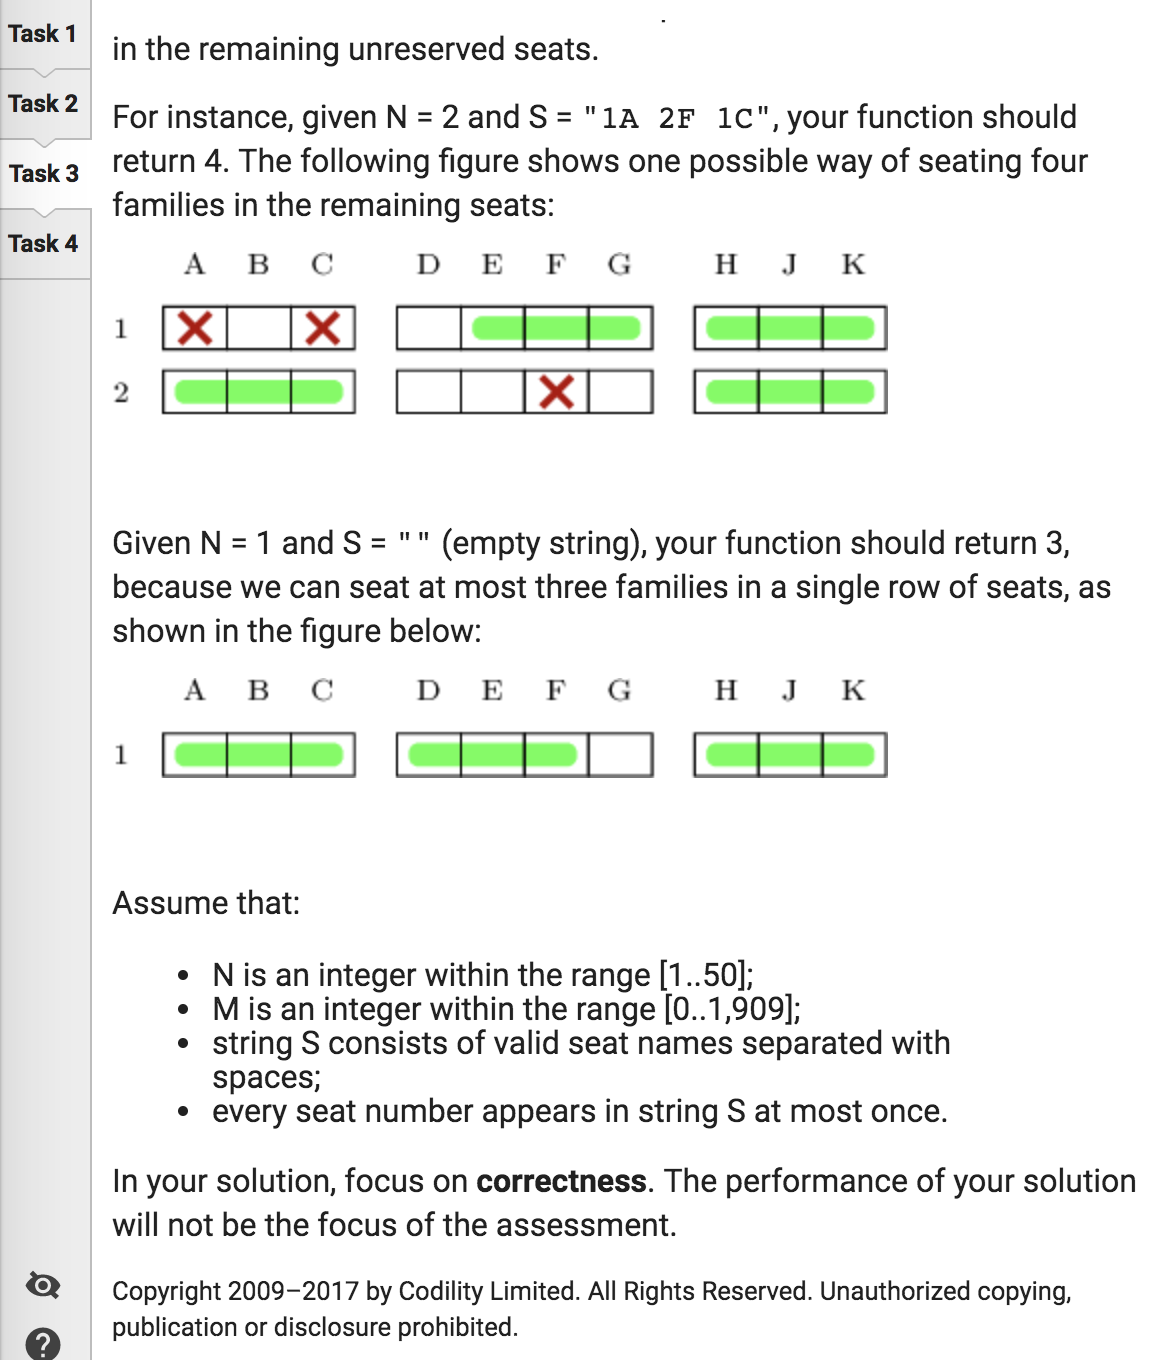 Task 1
Task 2
Task 3
Task 4
in the remaining unreserved seats.
For instance, given N = 2 and S = "1A 2F 1C", your function should
return 4. The following figure shows one possible way of seating four
families in the remaining seats:
A B C D E F G H J K
1
2
Given N = 1 and S = "" (empty string), your function should return 3,
because we can seat at most three families in a single row of seats, as
shown in the figure below:
A B C D E F G H J K
1
Assume that:
• N is an integer within the range [1..50];
• M is an integer within the range [0..1,909];
• string S consists of valid seat names separated with
spaces;
• every seat number appears in string S at most once.
In your solution, focus on correctness. The performance of your solution
will not be the focus of the assessment.
Copyright 2009–2017 by Codility Limited. All Rights Reserved. Unauthorized copying,
publication or disclosure prohibited.
?